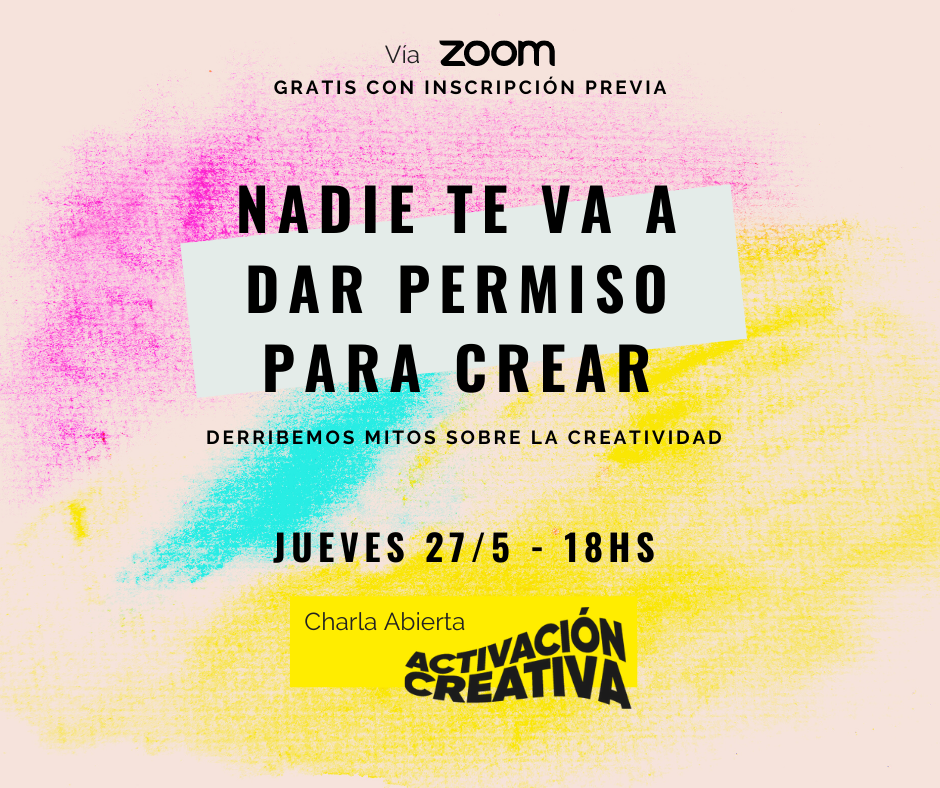 Vía zoom
GRATIS CON INSCRIPCIÓN PREVIA
NADIE TE VA A
DAR PERMISO
PARA CREAR
DERRIBEMOS MITOS SOBRE LA CREATIVIDAD
JUEVES 27/5 - 18HS
Charla Abierta
ACTIVACIÓN
CREATIVA